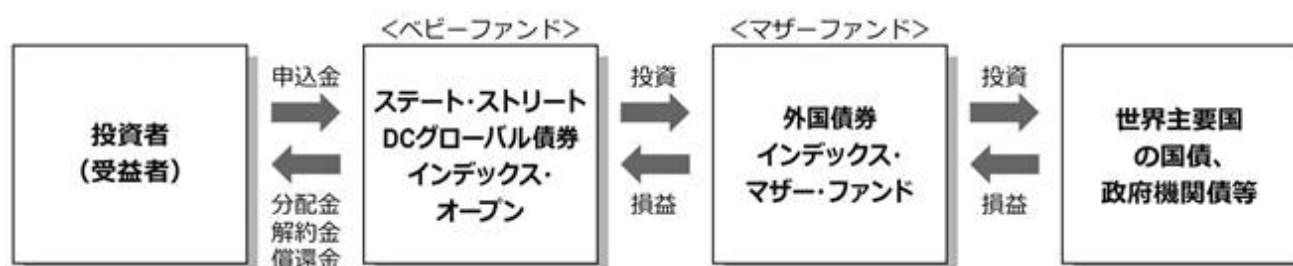 <ベビーファンド>
<マザーファンド>
投資者
(受益者)
申込金
分配金
解約金
償還金
ステート・ストリート
DCグローバル債券
インデックス・
オープン
投資
損益
外国債券
インデックス・
マザー・ファンド
投資
損益
世界主要国
の国債、
政府機関債等